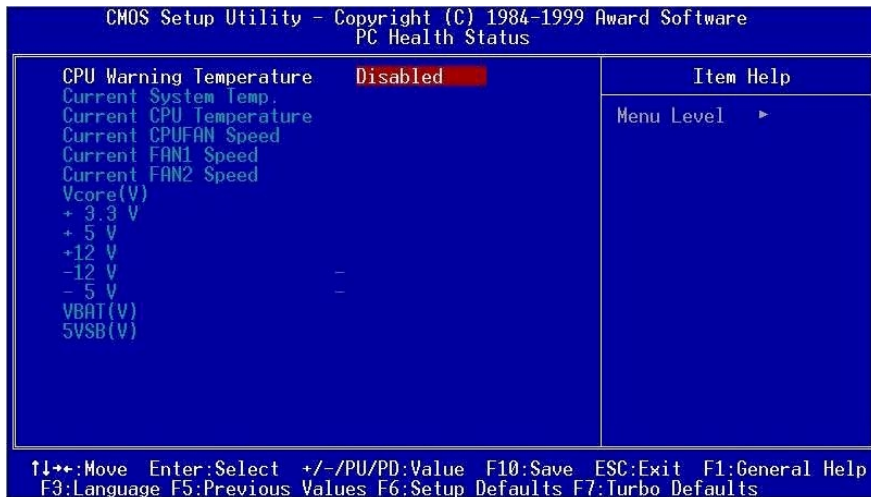 CMOS Setup Utility - Copyright (C) 1984-1999 Award Software
PC Health Status
CPU Warning Temperature Disabled
Current System Temp.
Current CPU Temperature
Current CPUFAN Speed
Current FAN1 Speed
Current FAN2 Speed
Vcore(V)
+ 3.3 V
+ 5 V
+12 V
-12 V -
- 5 V -
VBAT(V)
5VSB(V)
Item Help
Menu Level ►
↑↓→←:Move Enter:Select +/-/PU/PD:Value F10:Save ESC:Exit F1:General Help
F3:Language F5:Previous Values F6:Setup Defaults F7:Turbo Defaults